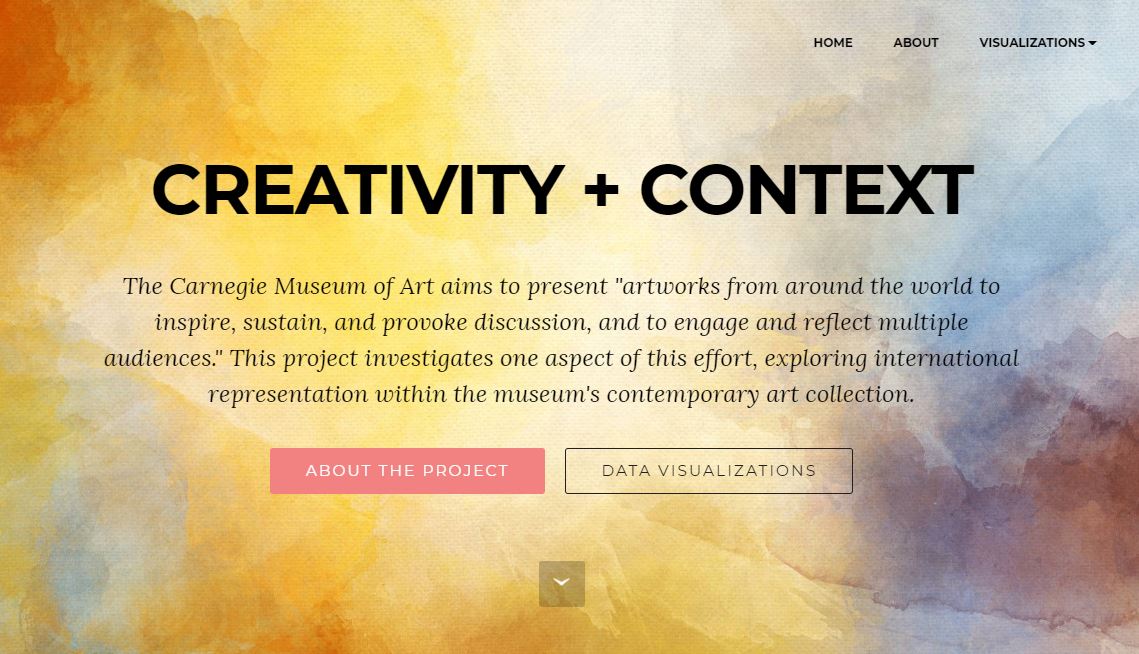 HOME ABOUT VISUALIZATIONS
CREATIVITY + CONTEXT
The Carnegie Museum of Art aims to present "artworks from around the world to
inspire, sustain, and provoke discussion, and to engage and reflect multiple
audiences." This project investigates one aspect of this effort, exploring international
representation within the museum's contemporary art collection.
ABOUT THE PROJECT DATA VISUALIZATIONS